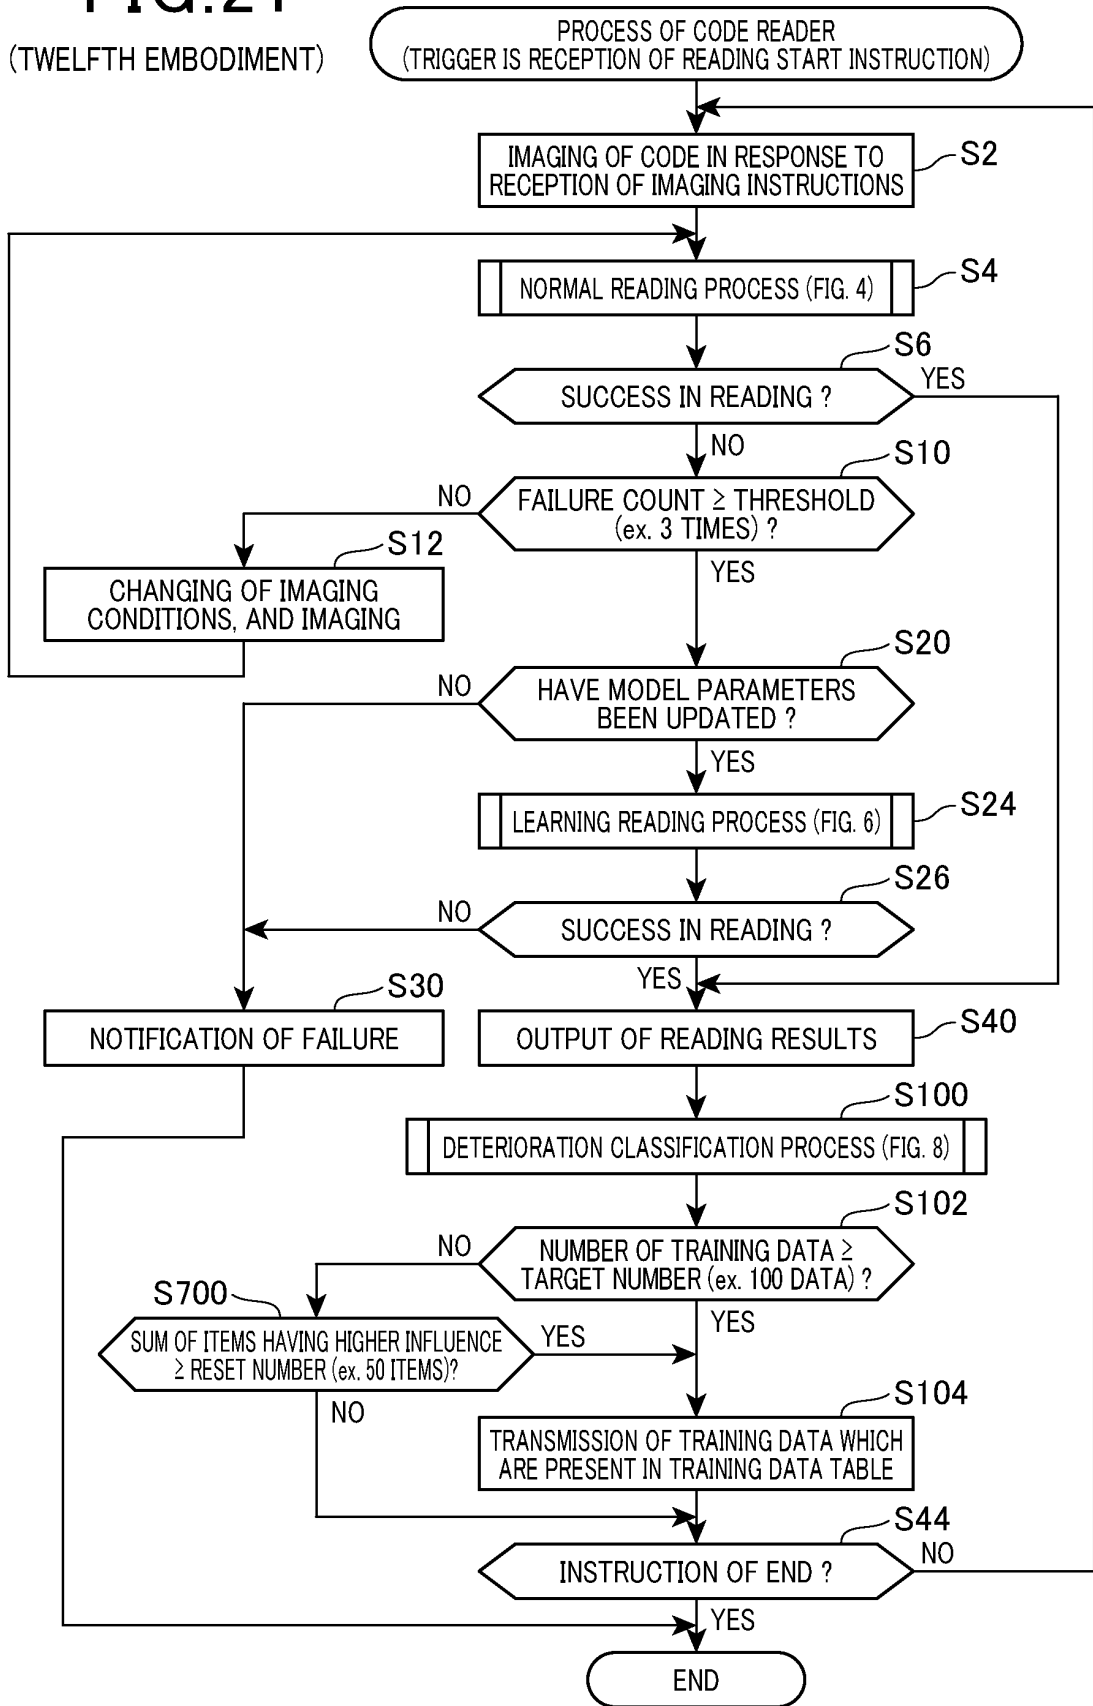 FIG.21
(TWELFTH EMBODIMENT)
PROCESS OF CODE READER
(TRIGGER IS RECEPTION OF READING START INSTRUCTION)
IMAGING OF CODE IN RESPONSE TO
RECEPTION OF IMAGING INSTRUCTIONS
S2
NORMAL READING PROCESS (FIG. 4)
S4
S6
SUCCESS IN READING ?
YES
NO
S10
NO
FAILURE COUNT ≥ THRESHOLD
(ex. 3 TIMES) ?
S12
YES
CHANGING OF IMAGING
CONDITIONS, AND IMAGING
S20
NO
HAVE MODEL PARAMETERS
BEEN UPDATED ?
YES
LEARNING READING PROCESS (FIG. 6)
S24
S26
NO
SUCCESS IN READING ?
YES
S30
NOTIFICATION OF FAILURE
OUTPUT OF READING RESULTS
S40
S100
DETERIORATION CLASSIFICATION PROCESS (FIG. 8)
S102
NO
NUMBER OF TRAINING DATA ≥
TARGET NUMBER (ex. 100 DATA) ?
S700
YES
SUM OF ITEMS HAVING HIGHER INFLUENCE
≥ RESET NUMBER (ex. 50 ITEMS)?
YES
NO
S104
TRANSMISSION OF TRAINING DATA WHICH
ARE PRESENT IN TRAINING DATA TABLE
S44
INSTRUCTION OF END ?
NO
YES
END